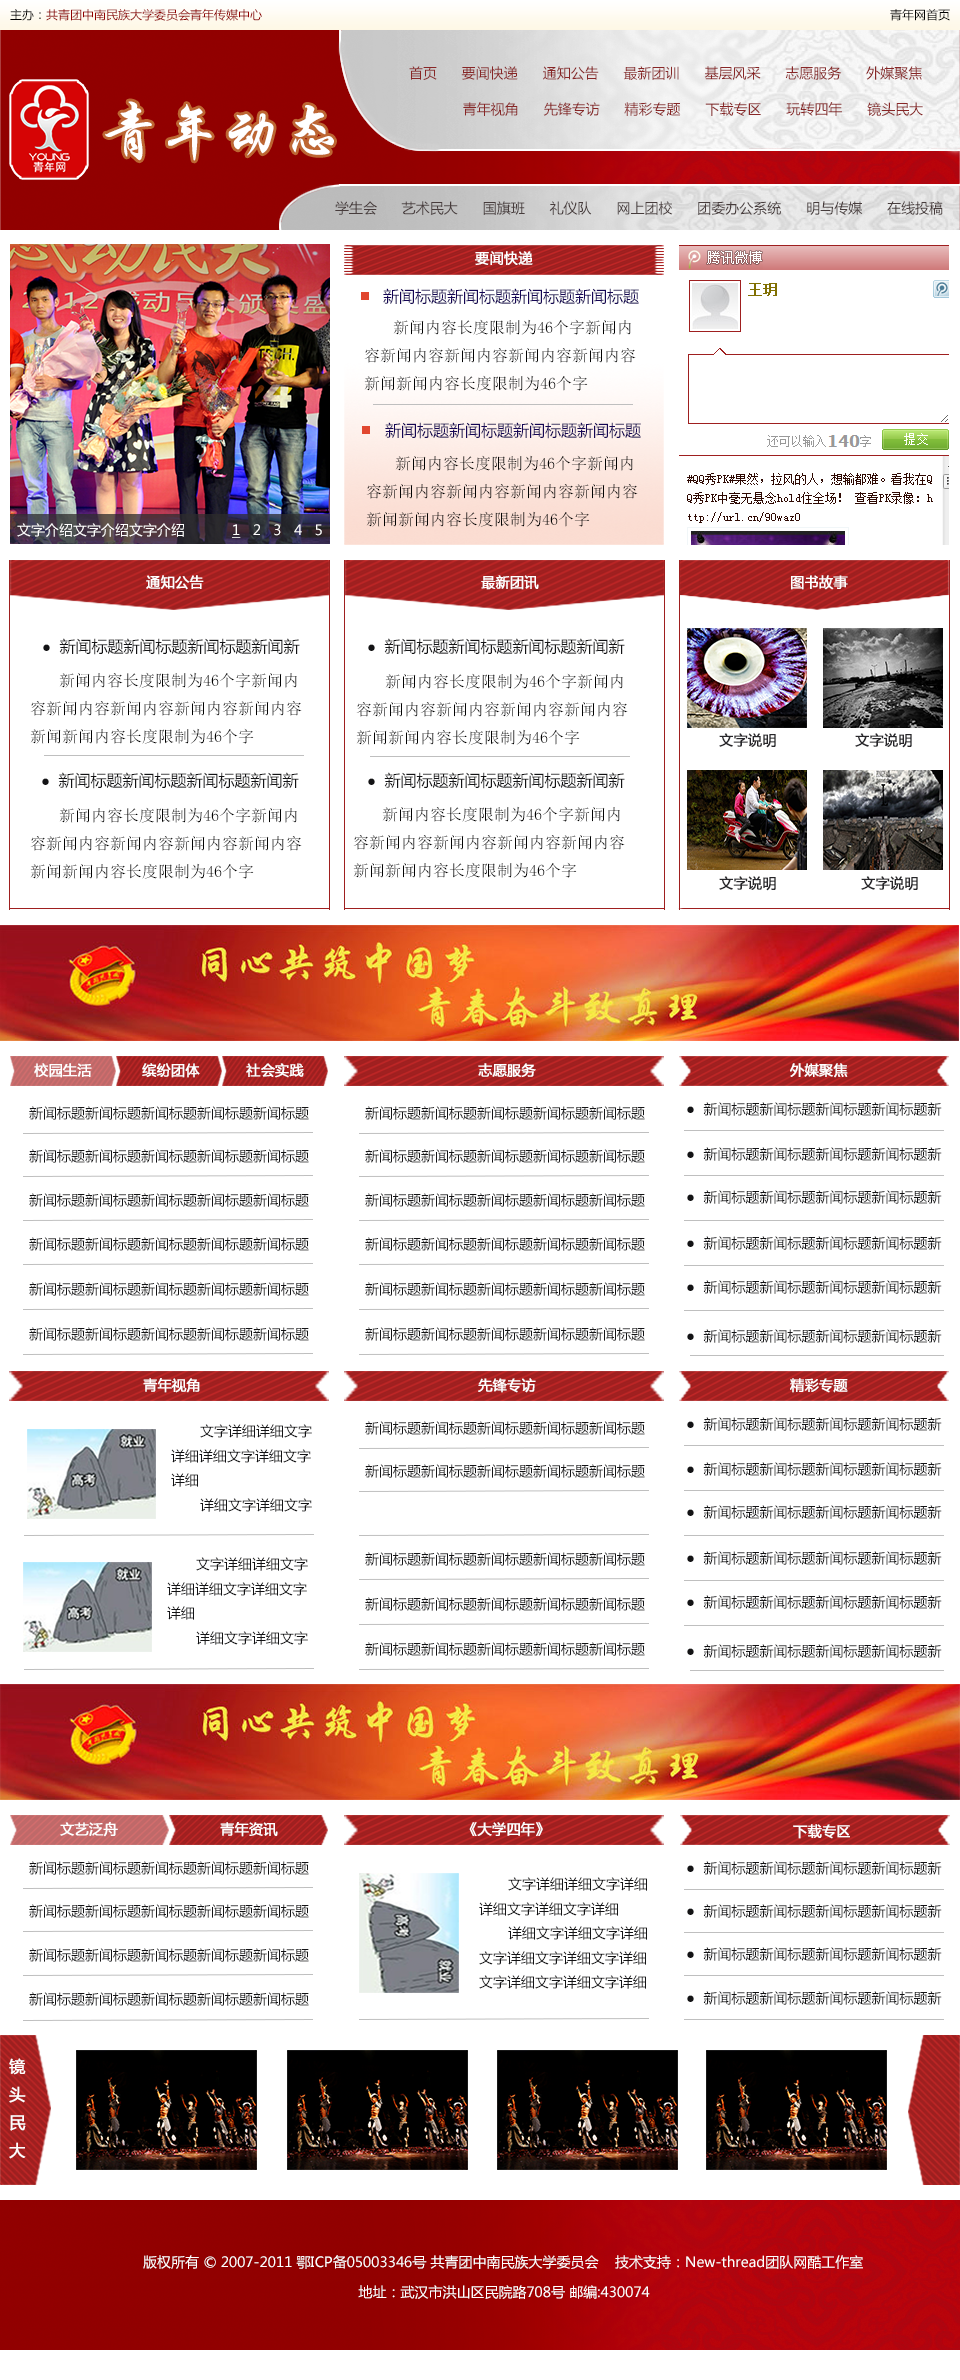 主办：共青团中南民族大学委员会青年传媒中心
青年网首页
YOUNG
青年网
青年动态
首页 要闻快递 通知公告 最新团训 基层风采 志愿服务 外媒聚焦
青年视角 先锋专访 精彩专题 下载专区 玩转四年 镜头民大
学生会 艺术民大 国旗班 礼仪队 网上团校 团委办公系统 明与传媒 在线投稿
文字介绍文字介绍文字介绍
1 2 3 4 5
要闻快递
新闻标题新闻标题新闻标题新闻标题
新闻内容长度限制为46个字新闻内
容新闻内容新闻内容新闻内容新闻内容
新闻新闻内容长度限制为46个字
新闻标题新闻标题新闻标题新闻标题
新闻内容长度限制为46个字新闻内
容新闻内容新闻内容新闻内容新闻内容
新闻新闻内容长度限制为46个字
腾讯微博
王玥
还可以输入140字
提交
#QQ秀PK#果然，拉风的人，想输都难。看我在Q
Q秀PK中毫无悬念hold住全场！ 查看PK录像：h
ttp://url.cn/90waz0
通知公告
新闻标题新闻标题新闻标题新闻新
新闻内容长度限制为46个字新闻内
容新闻内容新闻内容新闻内容新闻内容
新闻新闻内容长度限制为46个字
新闻标题新闻标题新闻标题新闻新
新闻内容长度限制为46个字新闻内
容新闻内容新闻内容新闻内容新闻内容
新闻新闻内容长度限制为46个字
最新团讯
新闻标题新闻标题新闻标题新闻新
新闻内容长度限制为46个字新闻内
容新闻内容新闻内容新闻内容新闻内容
新闻新闻内容长度限制为46个字
新闻标题新闻标题新闻标题新闻新
新闻内容长度限制为46个字新闻内
容新闻内容新闻内容新闻内容新闻内容
新闻新闻内容长度限制为46个字
图书故事
文字说明 文字说明
文字说明 文字说明
同心共筑中国梦
青春奋斗致真理
校园生活 缤纷团体 社会实践
新闻标题新闻标题新闻标题新闻标题新闻标题
新闻标题新闻标题新闻标题新闻标题新闻标题
新闻标题新闻标题新闻标题新闻标题新闻标题
新闻标题新闻标题新闻标题新闻标题新闻标题
新闻标题新闻标题新闻标题新闻标题新闻标题
新闻标题新闻标题新闻标题新闻标题新闻标题
志愿服务
新闻标题新闻标题新闻标题新闻标题新闻标题
新闻标题新闻标题新闻标题新闻标题新闻标题
新闻标题新闻标题新闻标题新闻标题新闻标题
新闻标题新闻标题新闻标题新闻标题新闻标题
新闻标题新闻标题新闻标题新闻标题新闻标题
新闻标题新闻标题新闻标题新闻标题新闻标题
外媒聚焦
新闻标题新闻标题新闻标题新闻标题新
新闻标题新闻标题新闻标题新闻标题新
新闻标题新闻标题新闻标题新闻标题新
新闻标题新闻标题新闻标题新闻标题新
新闻标题新闻标题新闻标题新闻标题新
新闻标题新闻标题新闻标题新闻标题新
青年视角
就业
高考
文字详细详细文字
详细详细文字详细文字
详细
详细文字详细文字
就业
高考
文字详细详细文字
详细详细文字详细文字
详细
详细文字详细文字
先锋专访
新闻标题新闻标题新闻标题新闻标题新闻标题
新闻标题新闻标题新闻标题新闻标题新闻标题
新闻标题新闻标题新闻标题新闻标题新闻标题
新闻标题新闻标题新闻标题新闻标题新闻标题
新闻标题新闻标题新闻标题新闻标题新闻标题
精彩专题
新闻标题新闻标题新闻标题新闻标题新
新闻标题新闻标题新闻标题新闻标题新
新闻标题新闻标题新闻标题新闻标题新
新闻标题新闻标题新闻标题新闻标题新
新闻标题新闻标题新闻标题新闻标题新
新闻标题新闻标题新闻标题新闻标题新
同心共筑中国梦
青春奋斗致真理
文艺泛舟 青年资讯
新闻标题新闻标题新闻标题新闻标题新闻标题
新闻标题新闻标题新闻标题新闻标题新闻标题
新闻标题新闻标题新闻标题新闻标题新闻标题
新闻标题新闻标题新闻标题新闻标题新闻标题
《大学四年》
高考
就业
文字详细详细文字详细
详细文字详细文字详细
详细文字详细文字详细
文字详细文字详细文字详细
文字详细文字详细文字详细
下载专区
新闻标题新闻标题新闻标题新闻标题新
新闻标题新闻标题新闻标题新闻标题新
新闻标题新闻标题新闻标题新闻标题新
新闻标题新闻标题新闻标题新闻标题新
镜头民大
版权所有 © 2007-2011 鄂ICP备05003346号 共青团中南民族大学委员会 技术支持：New-thread团队网酷工作室
地址：武汉市洪山区民院路708号 邮编:430074